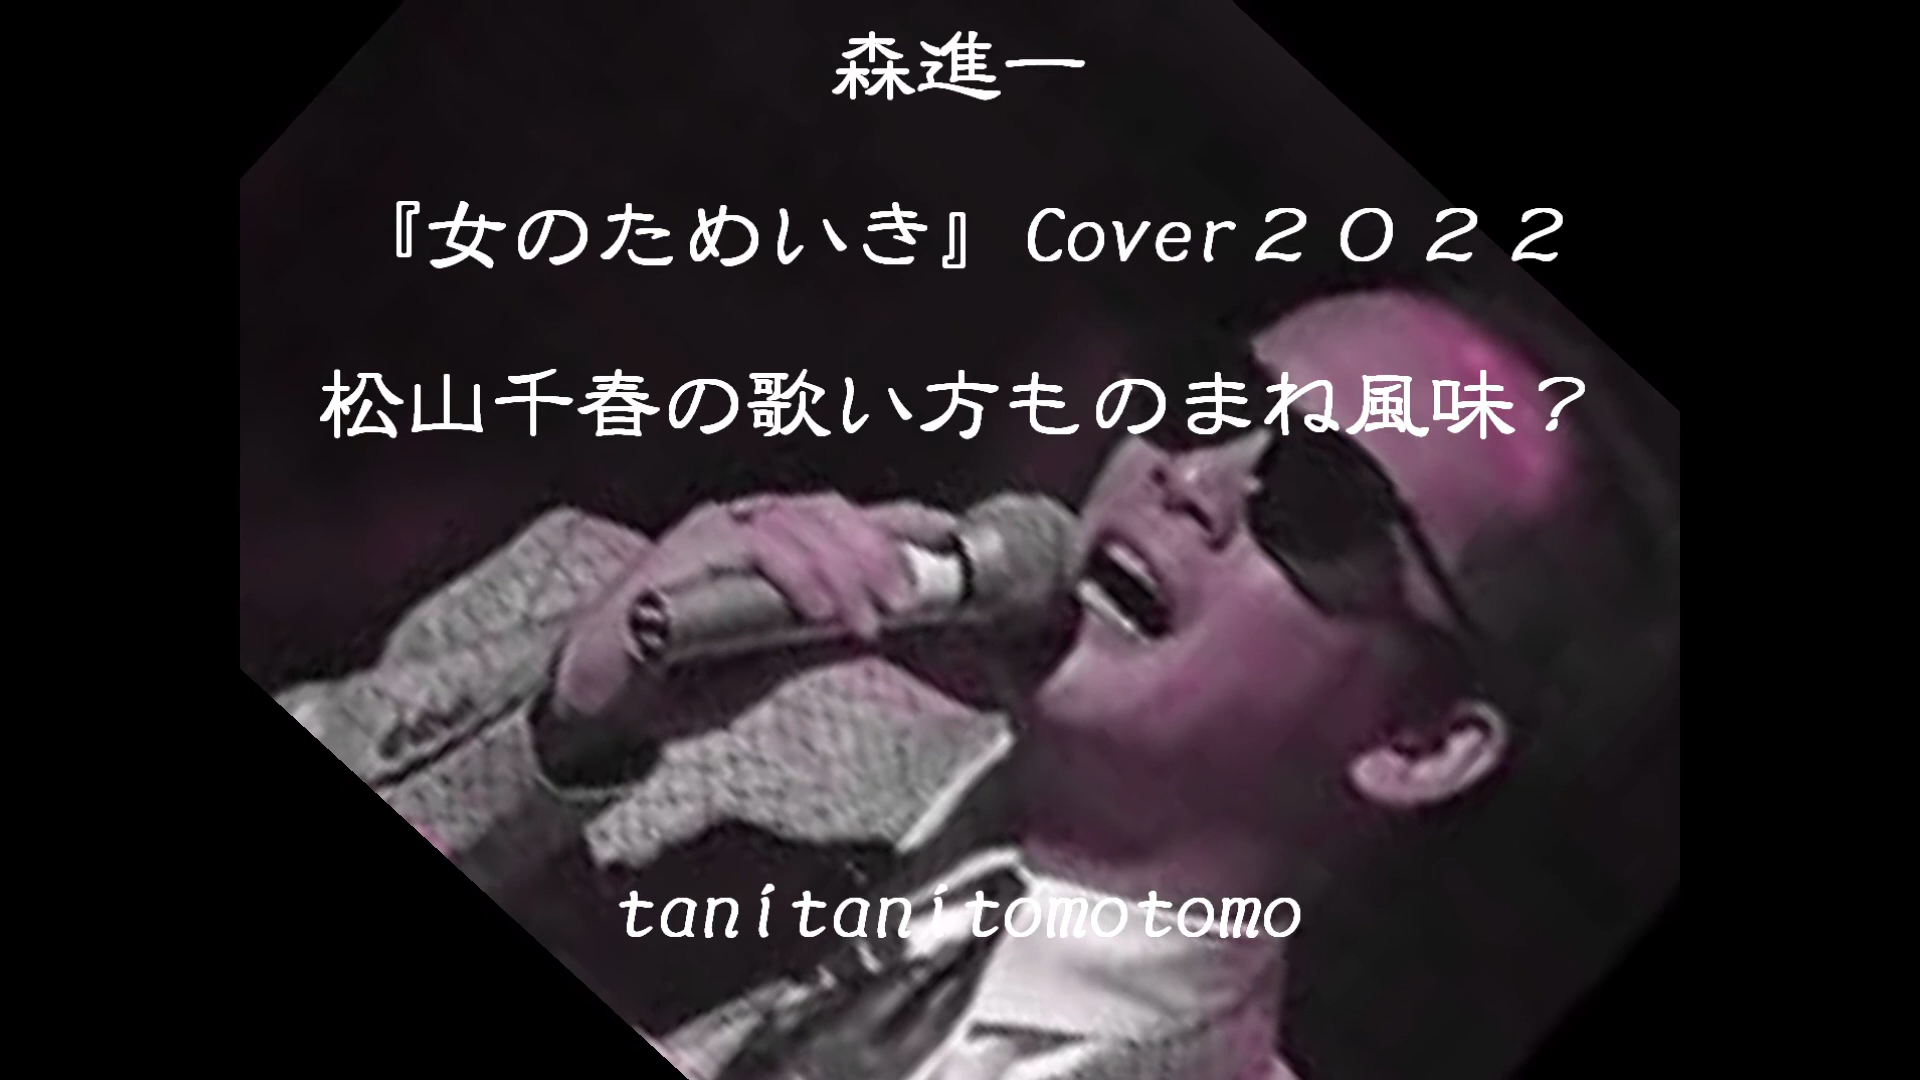 森進一
『女のためいき』Cover２０２２
松山千春の歌い方ものまね風味？
tanitanitomotomo